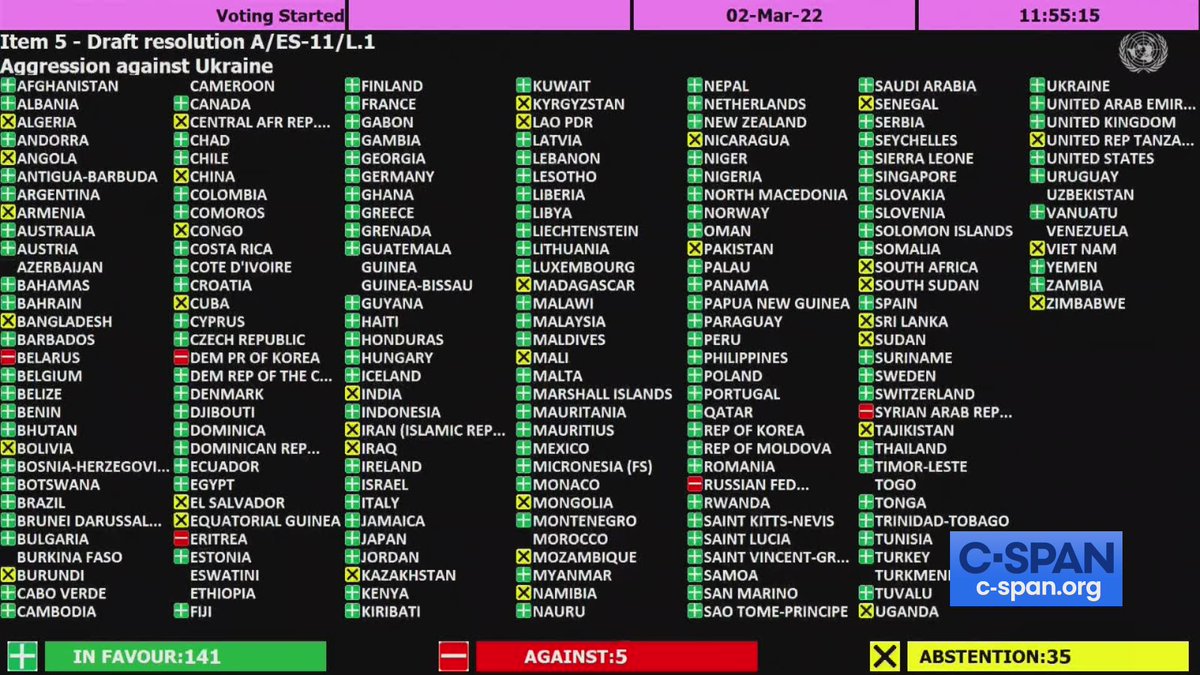 Voting Started
02-Mar-22
11:55:15
Item 5 - Draft resolution A/ES-11/L.1
Aggression against Ukraine
AFGHANISTAN
ALBANIA
ALGERIA
ANDORRA
ANGOLA
ANTIGUA-BARBUDA
ARGENTINA
ARMENIA
AUSTRALIA
AUSTRIA
AZERBAIJAN
BAHAMAS
BAHRAIN
BANGLADESH
BARBADOS
BELARUS
BELGIUM
BELIZE
BENIN
BHUTAN
BOLIVIA
BOSNIA-HERZEGOVI...
BOTSWANA
BRAZIL
BRUNEI DARUSSAL...
BULGARIA
BURKINA FASO
BURUNDI
CABO VERDE
CAMBODIA
CAMEROON
CANADA
CENTRAL AFR REP....
CHAD
CHILE
CHINA
COLOMBIA
COMOROS
CONGO
COSTA RICA
COTE D'IVOIRE
CROATIA
CUBA
CYPRUS
CZECH REPUBLIC
DEM PR OF KOREA
DEM REP OF THE C...
DENMARK
DJIBOUTI
DOMINICA
DOMINICAN REP...
ECUADOR
EGYPT
EL SALVADOR
EQUATORIAL GUINEA
ERITREA
ESTONIA
ESWATINI
ETHIOPIA
FIJI
FINLAND
FRANCE
GABON
GAMBIA
GEORGIA
GERMANY
GHANA
GREECE
GRENADA
GUATEMALA
GUINEA
GUINEA-BISSAU
GUYANA
HAITI
HONDURAS
HUNGARY
ICELAND
INDIA
INDONESIA
IRAN (ISLAMIC REP...
IRAQ
IRELAND
ISRAEL
ITALY
JAMAICA
JAPAN
JORDAN
KAZAKHSTAN
KENYA
KIRIBATI
KUWAIT
KYRGYZSTAN
LAO PDR
LATVIA
LEBANON
LESOTHO
LIBERIA
LIBYA
LIECHTENSTEIN
LITHUANIA
LUXEMBOURG
MADAGASCAR
MALAWI
MALAYSIA
MALDIVES
MALI
MALTA
MARSHALL ISLANDS
MAURITANIA
MAURITIUS
MEXICO
MICRONESIA (FS)
MONACO
MONGOLIA
MONTENEGRO
MOROCCO
MOZAMBIQUE
MYANMAR
NAMIBIA
NAURU
NEPAL
NETHERLANDS
NEW ZEALAND
NICARAGUA
NIGER
NIGERIA
NORTH MACEDONIA
NORWAY
OMAN
PAKISTAN
PALAU
PANAMA
PAPUA NEW GUINEA
PARAGUAY
PERU
PHILIPPINES
POLAND
PORTUGAL
QATAR
REP OF KOREA
REP OF MOLDOVA
ROMANIA
RUSSIAN FED...
RWANDA
SAINT KITTS-NEVIS
SAINT LUCIA
SAINT VINCENT-GR...
SAMOA
SAN MARINO
SAO TOME-PRINCIPE
SAUDI ARABIA
SENEGAL
SERBIA
SEYCHELLES
SIERRA LEONE
SINGAPORE
SLOVAKIA
SLOVENIA
SOLOMON ISLANDS
SOMALIA
SOUTH AFRICA
SOUTH SUDAN
SPAIN
SRI LANKA
SUDAN
SURINAME
SWEDEN
SWITZERLAND
SYRIAN ARAB REP...
TAJIKISTAN
THAILAND
TIMOR-LESTE
TOGO
TONGA
TRINIDAD-TOBAGO
TUNISIA
TURKEY
TURKMENI
TUVALU
UGANDA
UKRAINE
UNITED ARAB EMIR...
UNITED KINGDOM
UNITED REP TANZA...
UNITED STATES
URUGUAY
UZBEKISTAN
VANUATU
VENEZUELA
VIET NAM
YEMEN
ZAMBIA
ZIMBABWE
C-SPAN
c-span.org
IN FAVOUR:141
AGAINST:5
ABSTENTION:35